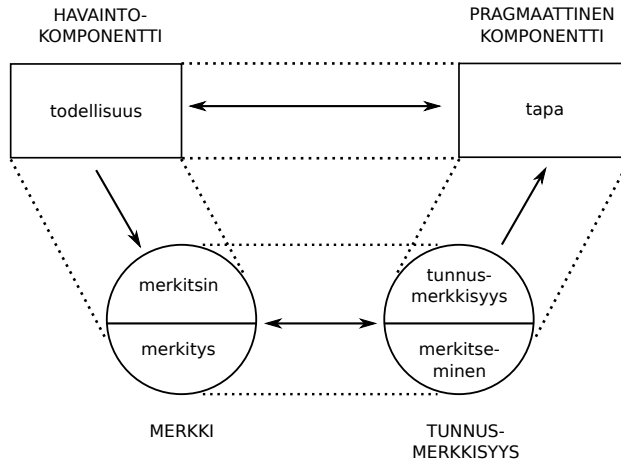 HAVAINTO-
KOMPONENTTI
PRAGMAATTINEN
KOMPONENTTI
todellisuus
tapa
merkitsin
merkitys
tunnus-
merkkisyys
merkitse-
minen
MERKKI
TUNNUS-
MERKKISYYS